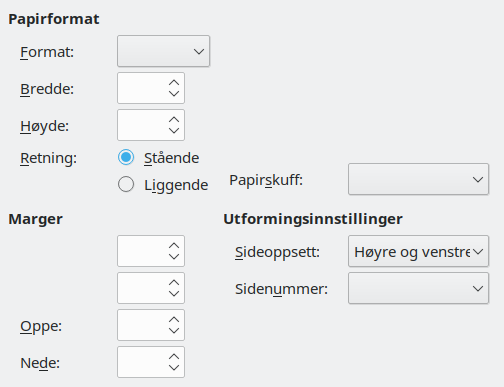 Papirformat
Format:
Bredde:
Høyde:
Retning:
Stående
Liggende
Papirskuff:
Marger
Utformingsinnstillinger
Sideoppsett:
Høyre og venstre
Sidenummer:
Oppe:
Nede: